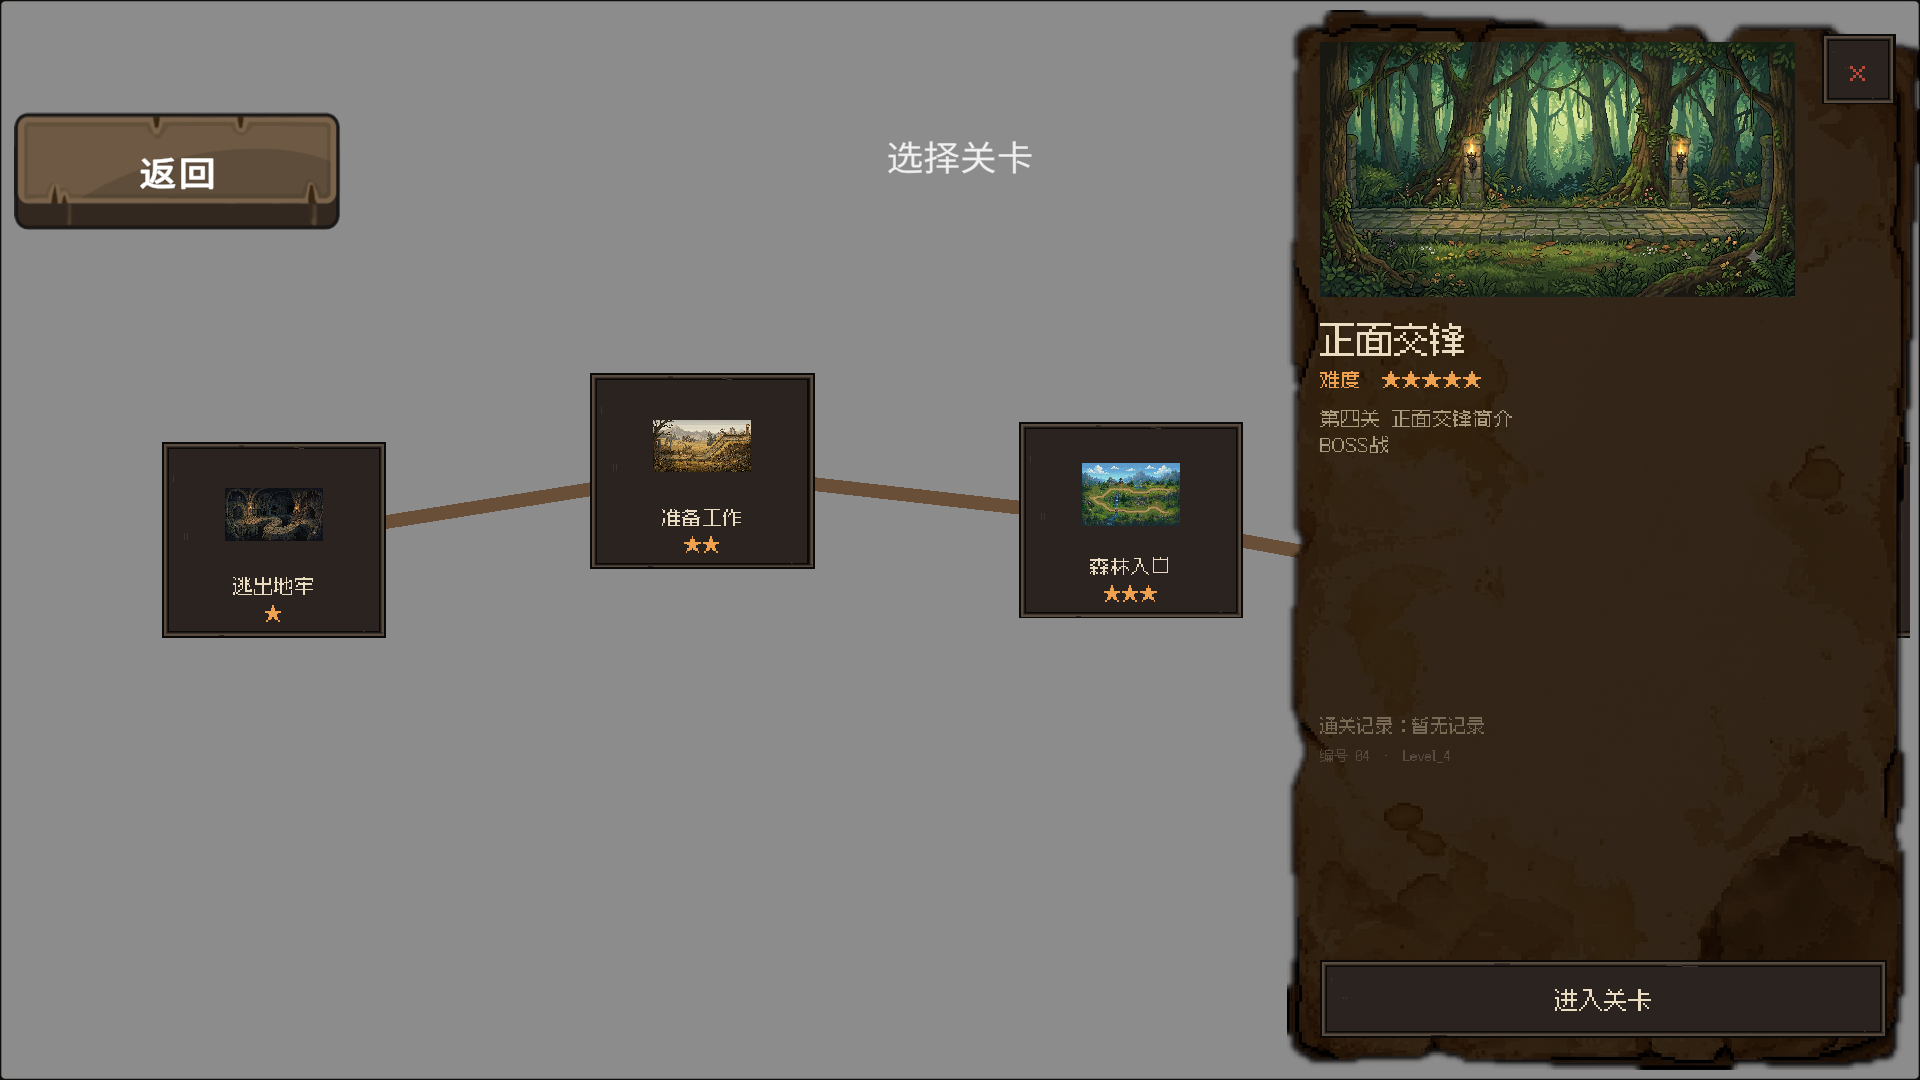 返回
选择关卡
逃出地牢
★
准备工作
★★
森林入口
★★★
正面交锋
难度 ★★★★★
第四关 正面交锋简介
BOSS战
通关记录：暂无记录
编号 04 · Level_4
进入关卡